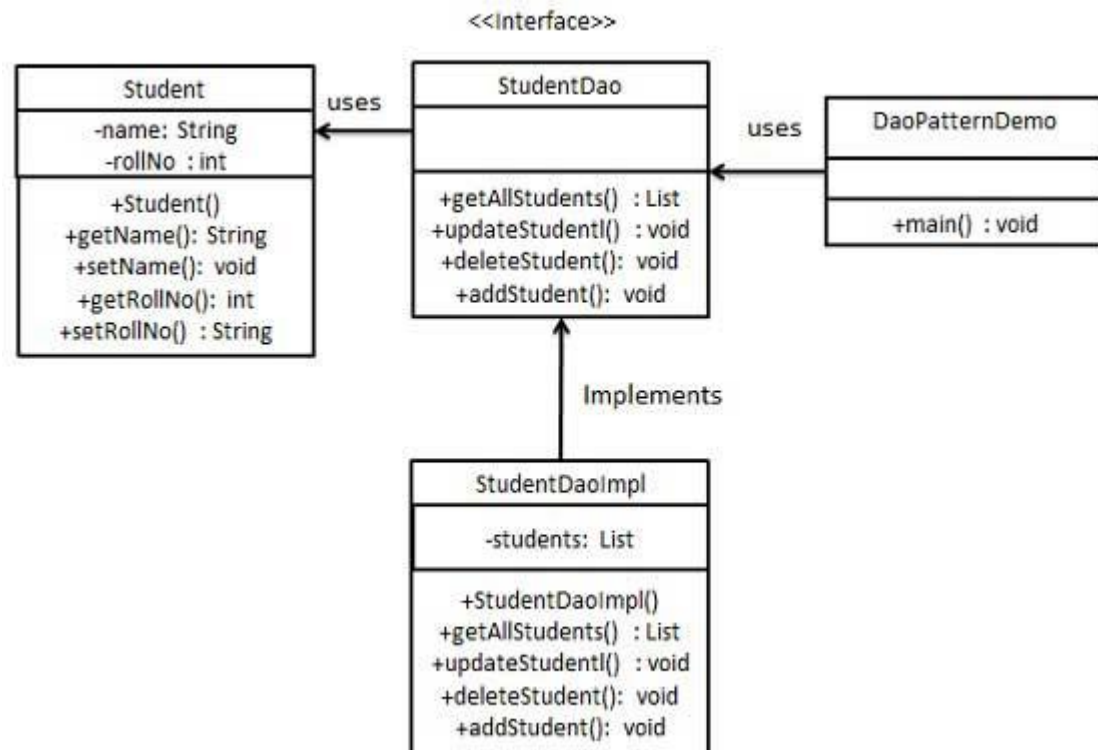 <<Interface>>
Student
-name: String
-rollNo : int
+Student()
+getName(): String
+setName(): void
+getRollNo(): int
+setRollNo() : String
uses
StudentDao
+getAllStudents() : List
+updateStudentl() : void
+deleteStudent(): void
+addStudent(): void
uses
DaoPatternDemo
+main() : void
Implements
StudentDaoImpl
-students: List
+StudentDaoImpl()
+getAllStudents() : List
+updateStudentl() : void
+deleteStudent(): void
+addStudent(): void